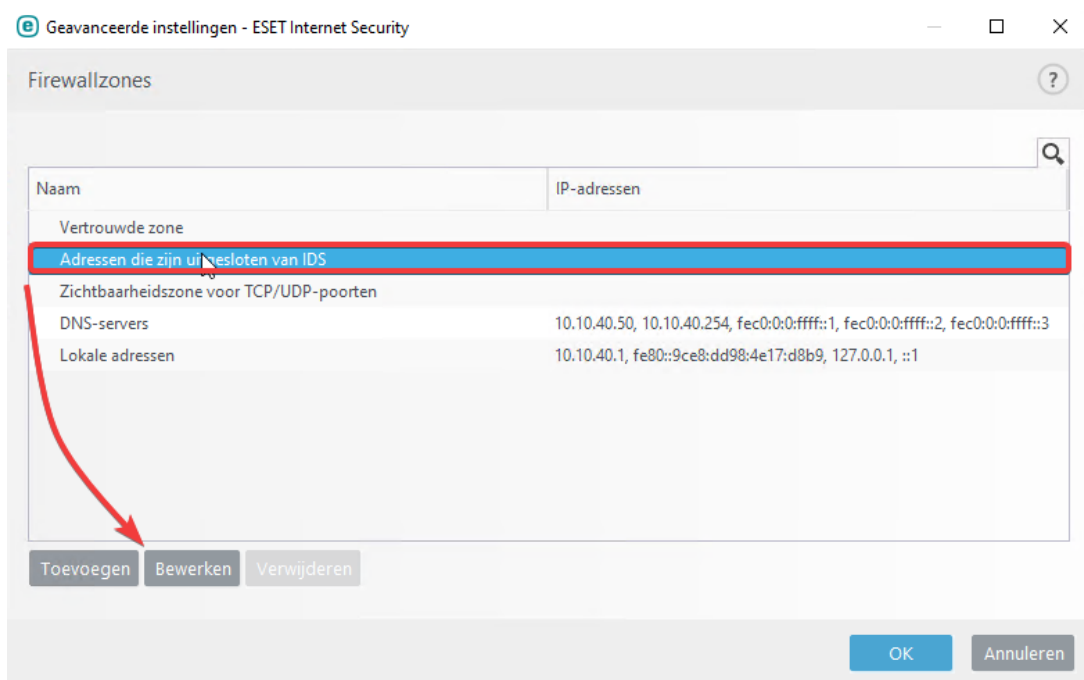 Geavanceerde instellingen - ESET Internet Security
Firewallzones
?
Naam IP-adressen
Vertrouwde zone
Adressen die zijn uitgesloten van IDS
Zichtbaarheidszone voor TCP/UDP-poorten
DNS-servers 10.10.40.50, 10.10.40.254, fec0:0:0:ffff::1, fec0:0:0:ffff::2, fec0:0:0:ffff::3
Lokale adressen 10.10.40.1, fe80::9ce8:dd98:4e17:d8b9, 127.0.0.1, ::1
Toevoegen Bewerken Verwijderen
OK Annuleren